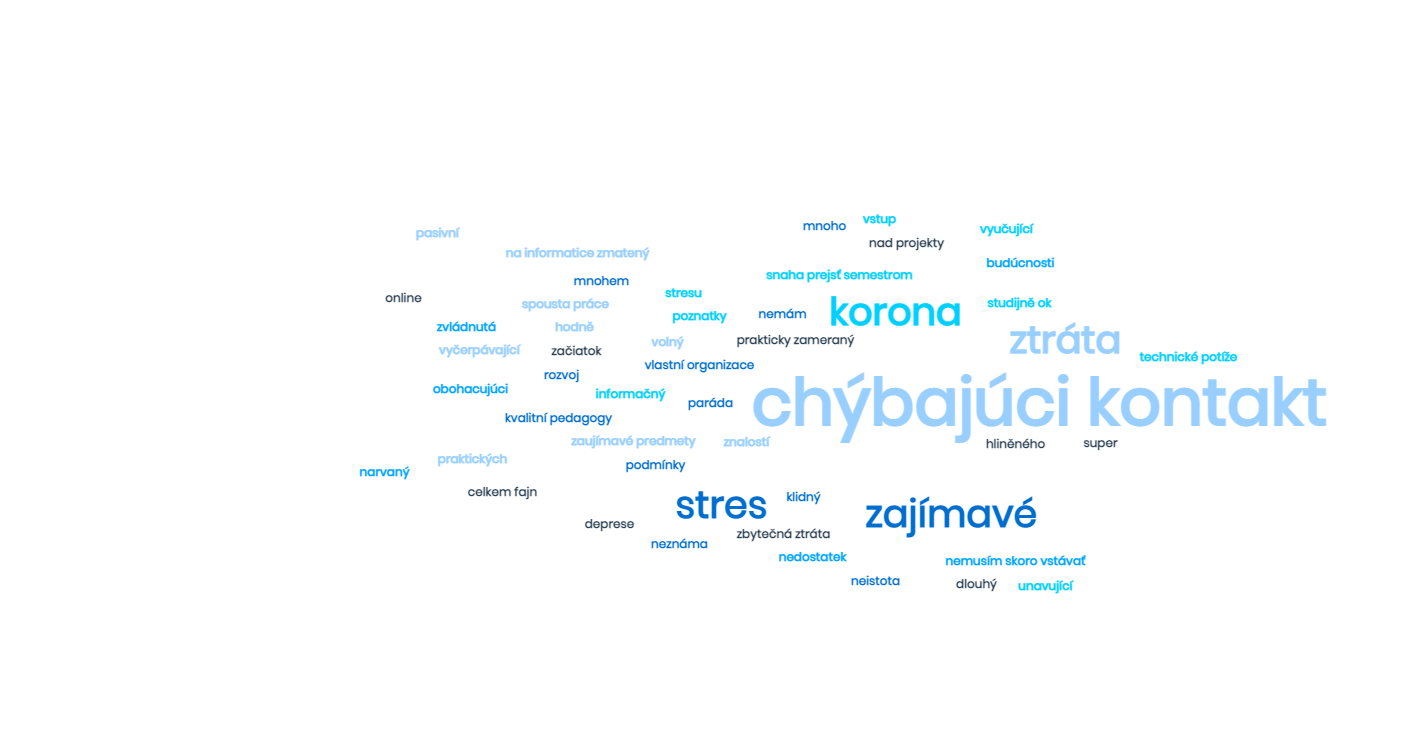 vstup
mnoho
vyučující
pasivní
nad projekty
na informatice zmatený
budúcnosti
snaha prejsť semestrom
mnohem
stresu
online
spousta práce
studijně ok
korona
nemám
poznatky
zvládnutá
hodně
ztráta
prakticky zameraný
volný
vyčerpávající
začiatok
technické potíže
vlastní organizace
rozvoj
obohacujúci
informačný
chýbajúci kontakt
paráda
kvalitní pedagogy
zaujímavé predmety
znalostí
hliněného
super
praktických
podmínky
narvaný
celkem fajn
klidný
stres
zajímavé
deprese
zbytečná ztráta
neznáma
nedostatek
nemusím skoro vstávať
neistota
dlouhý
unavující